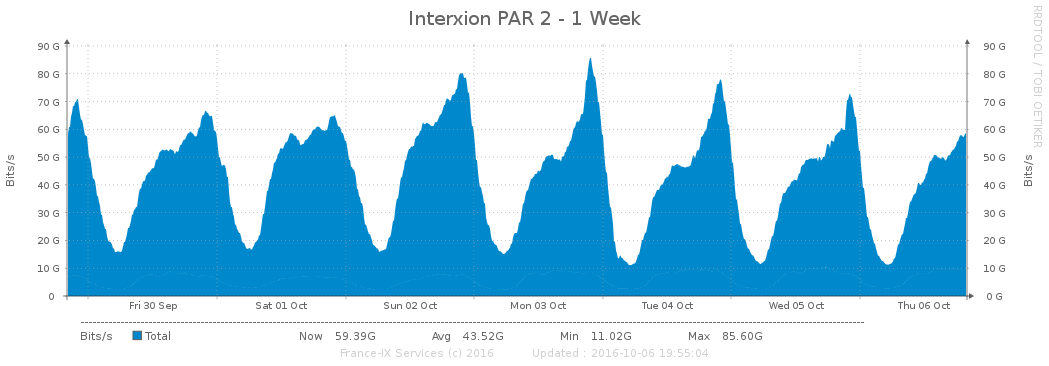 Interxion PAR 2 - 1 Week
RRDTOOL / TOBI OETIKER
90 G 90 G
80 G 80 G
70 G 70 G
60 G 60 G
50 G 50 G
40 G 40 G
30 G 30 G
20 G 20 G
10 G 10 G
0 0 G
Bits/s Bits/s
Fri 30 Sep Sat 01 Oct Sun 02 Oct Mon 03 Oct Tue 04 Oct Wed 05 Oct Thu 06 Oct
Bits/s Total Now 59.39G Avg 43.52G Min 11.02G Max 85.60G
France-IX Services (c) 2016 Updated : 2016-10-06 19:55:04